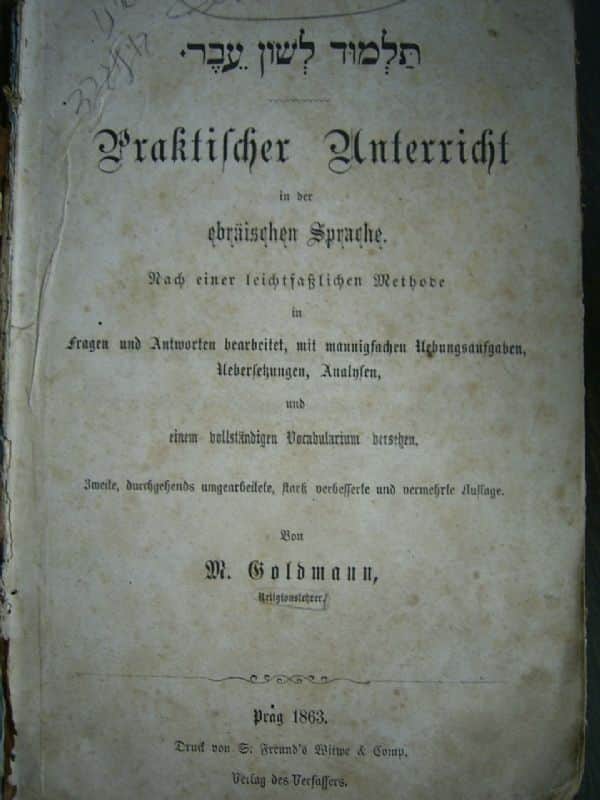 תַּלְמוּד לְשׁוֹן עֵבֶר.
Praktischer Unterricht
in der
ebräischen Sprache.
Nach einer leichtfaßlichen Methode
in
Fragen und Antworten bearbeitet, mit mannigfachen Uebungsaufgaben,
Uebersetzungen, Analysen,
und
einem vollständigen Vocabularium versehen.
Zweite, durchgehends umgearbeitete, stark verbesserte und vermehrte Auflage.
Von
M. Goldmann,
Religionslehrer.
Prag 1863.
Druck von S. Freund's Witwe & Comp.
Verlag des Verfassers.